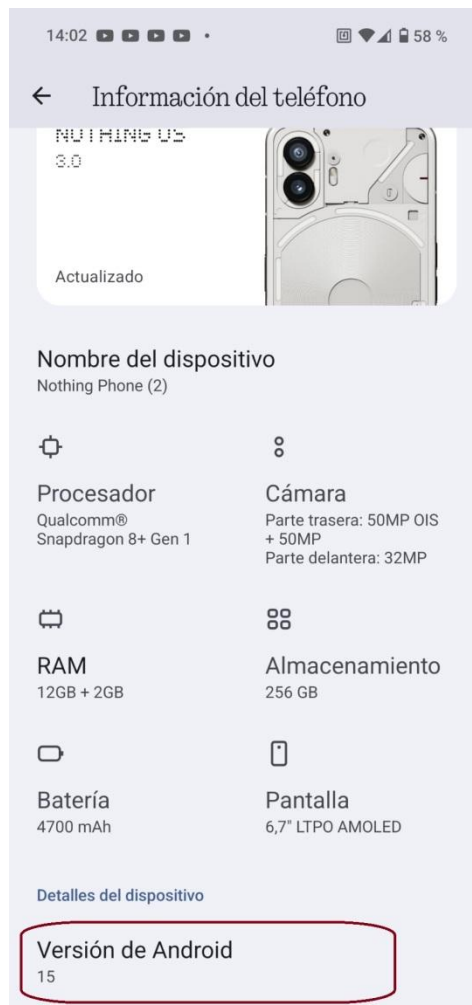 14:02
58 %
Información del teléfono
NOTHING OS
3.0
Actualizado
Nombre del dispositivo
Nothing Phone (2)
Procesador
Qualcomm®
Snapdragon 8+ Gen 1
Cámara
Parte trasera: 50MP OIS
+ 50MP
Parte delantera: 32MP
RAM
12GB + 2GB
Almacenamiento
256 GB
Batería
4700 mAh
Pantalla
6,7" LTPO AMOLED
Detalles del dispositivo
Versión de Android
15